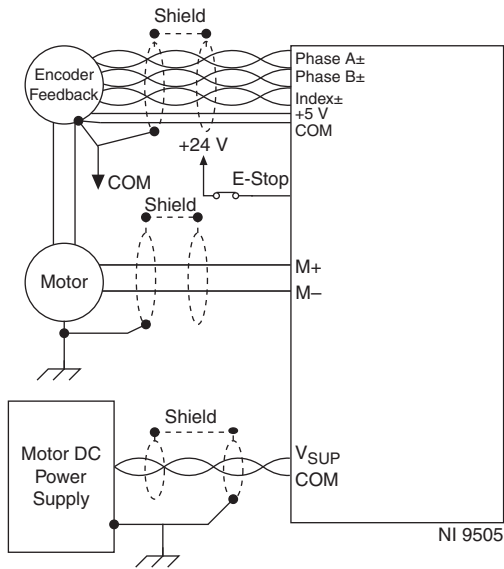 Shield
Encoder
Feedback
Phase A±
Phase B±
Index±
+5 V
COM
+24 V
COM
E-Stop
Shield
Motor
M+
M–
Shield
Motor DC
Power
Supply
VSUP
COM
NI 9505